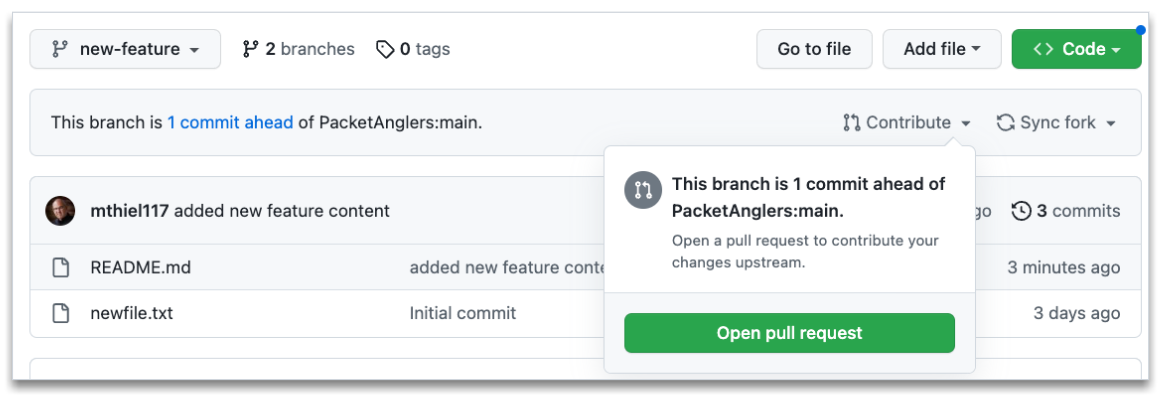 new-feature 2 branches 0 tags Go to file Add file <> Code
This branch is 1 commit ahead of PacketAnglers:main. Contribute Sync fork
This branch is 1 commit ahead of
PacketAnglers:main.
Open a pull request to contribute your
changes upstream.
Open pull request
mthiel117 added new feature content go 3 commits
README.md added new feature conte 3 minutes ago
newfile.txt Initial commit 3 days ago